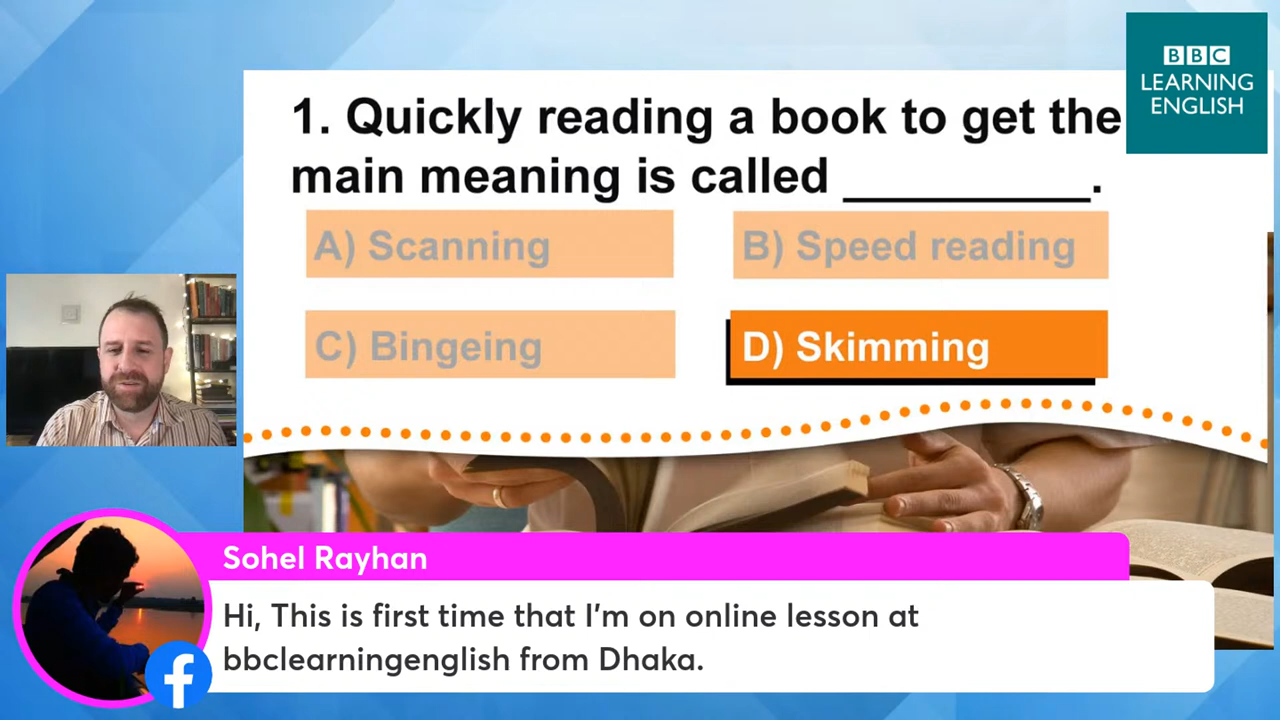 BBC
LEARNING
ENGLISH
1. Quickly reading a book to get the
main meaning is called _________.
A) Scanning
B) Speed reading
C) Bingeing
D) Skimming
Sohel Rayhan
Hi, This is first time that I'm on online lesson at
bbclearningenglish from Dhaka.